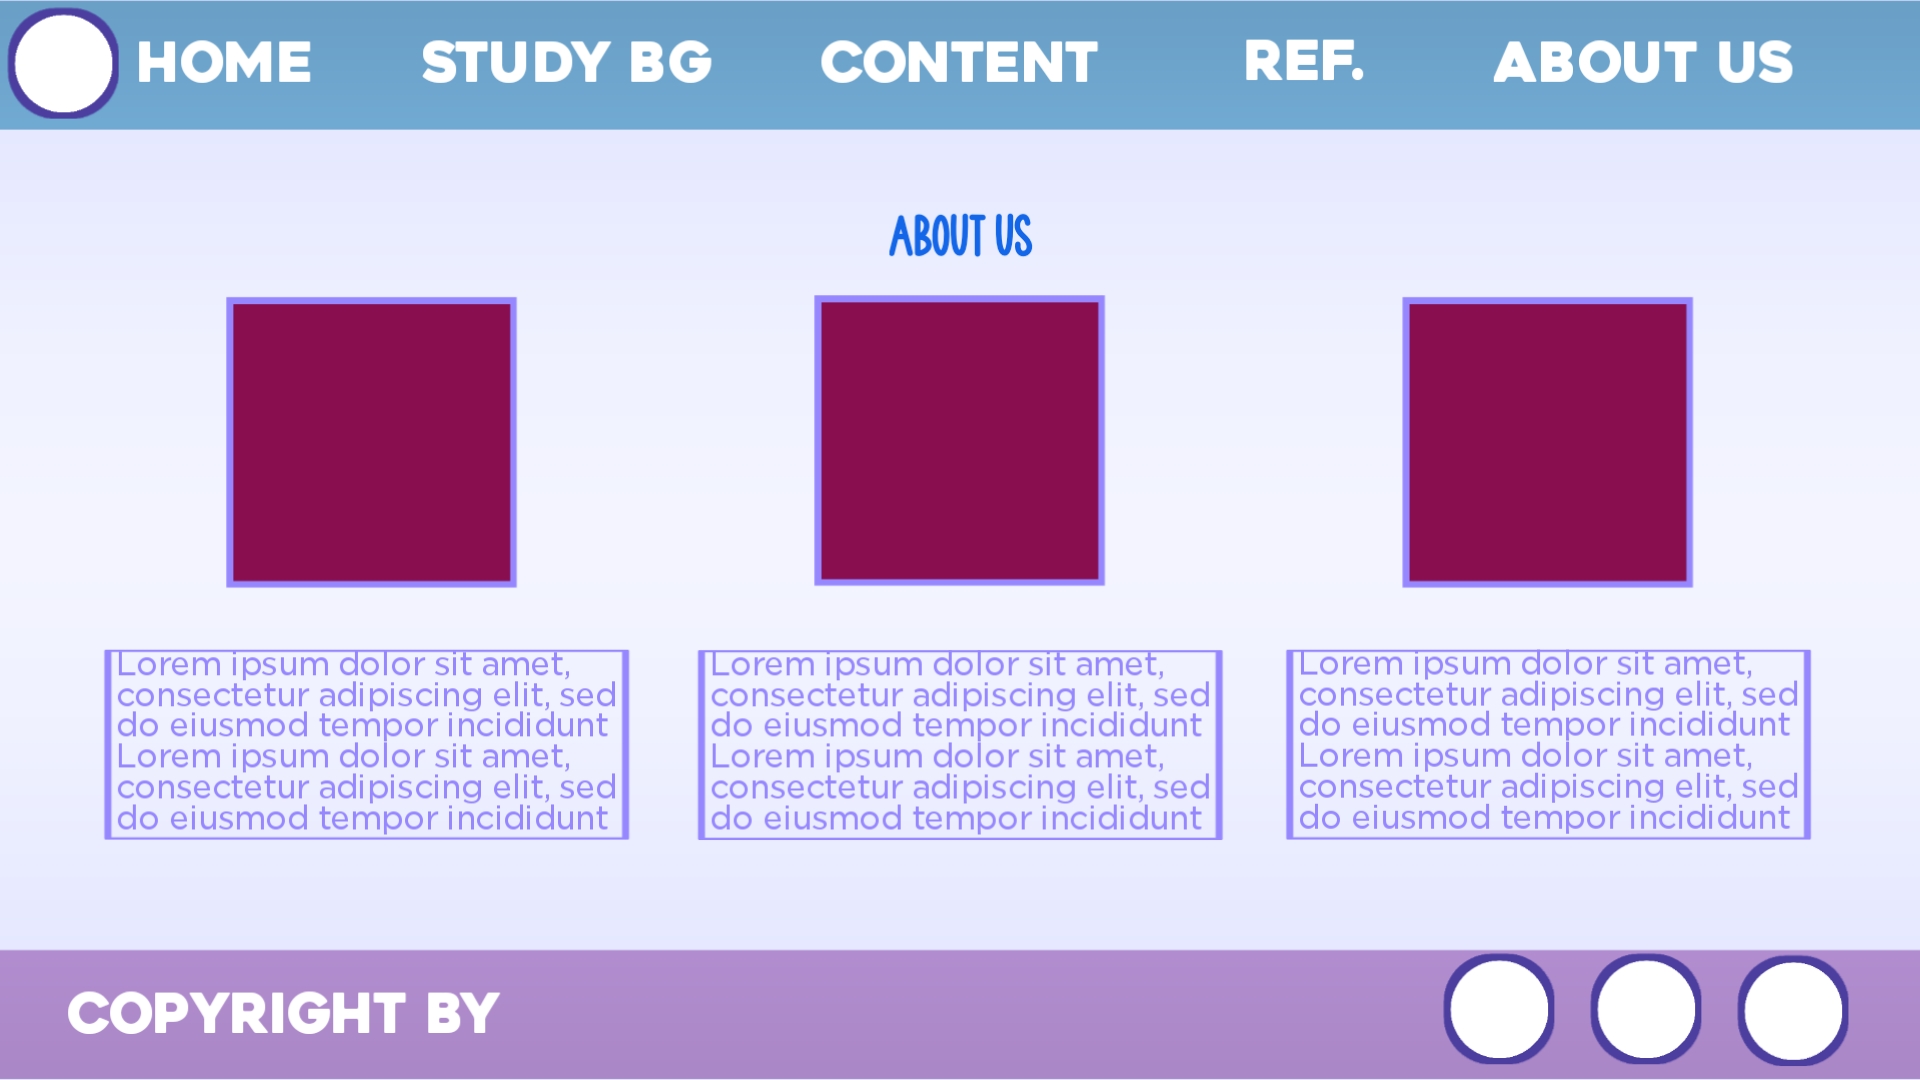 HOME STUDY BG CONTENT REF. ABOUT US
ABOUT US
Lorem ipsum dolor sit amet,
consectetur adipiscing elit, sed
do eiusmod tempor incididunt
Lorem ipsum dolor sit amet,
consectetur adipiscing elit, sed
do eiusmod tempor incididunt
Lorem ipsum dolor sit amet,
consectetur adipiscing elit, sed
do eiusmod tempor incididunt
Lorem ipsum dolor sit amet,
consectetur adipiscing elit, sed
do eiusmod tempor incididunt
Lorem ipsum dolor sit amet,
consectetur adipiscing elit, sed
do eiusmod tempor incididunt
Lorem ipsum dolor sit amet,
consectetur adipiscing elit, sed
do eiusmod tempor incididunt
COPYRIGHT BY